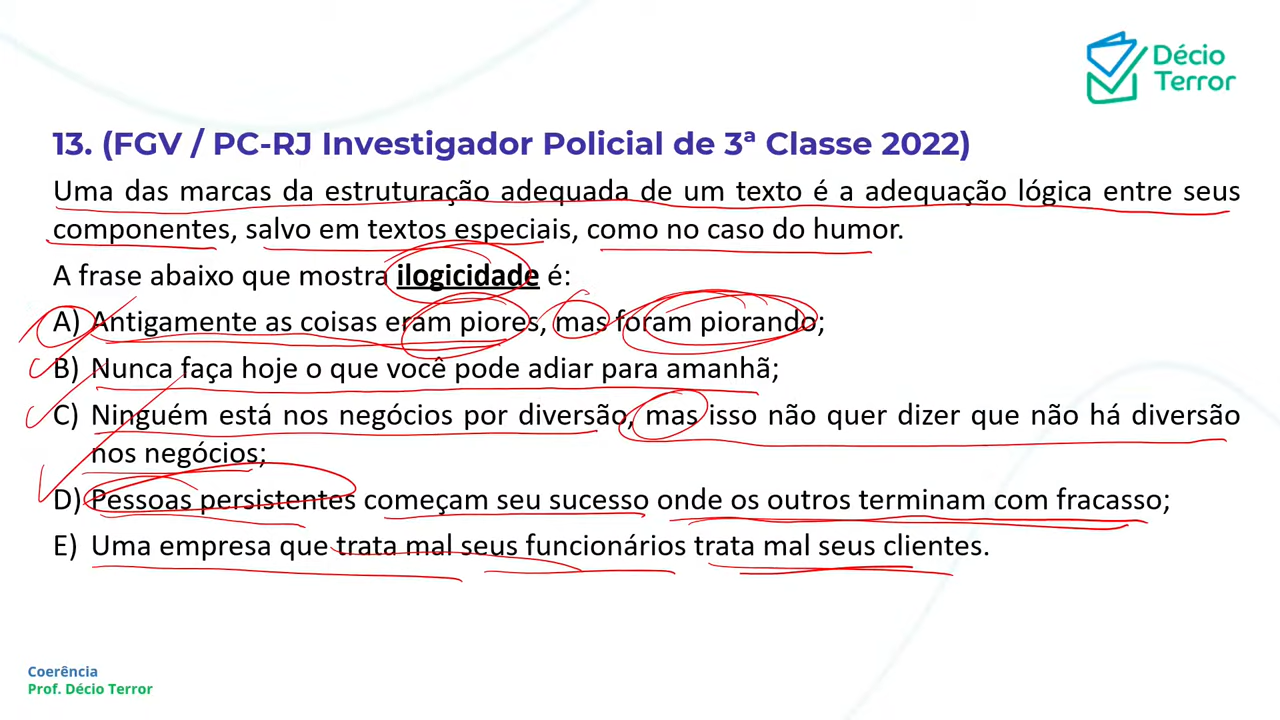 Décio
Terror
13. (FGV / PC-RJ Investigador Policial de 3ª Classe 2022)
Uma das marcas da estruturação adequada de um texto é a adequação lógica entre seus
componentes, salvo em textos especiais, como no caso do humor.
A frase abaixo que mostra ilogicidade é:
A) Antigamente as coisas eram piores, mas foram piorando;
B) Nunca faça hoje o que você pode adiar para amanhã;
C) Ninguém está nos negócios por diversão, mas isso não quer dizer que não há diversão
nos negócios;
D) Pessoas persistentes começam seu sucesso onde os outros terminam com fracasso;
E) Uma empresa que trata mal seus funcionários trata mal seus clientes.
Coerência
Prof. Décio Terror